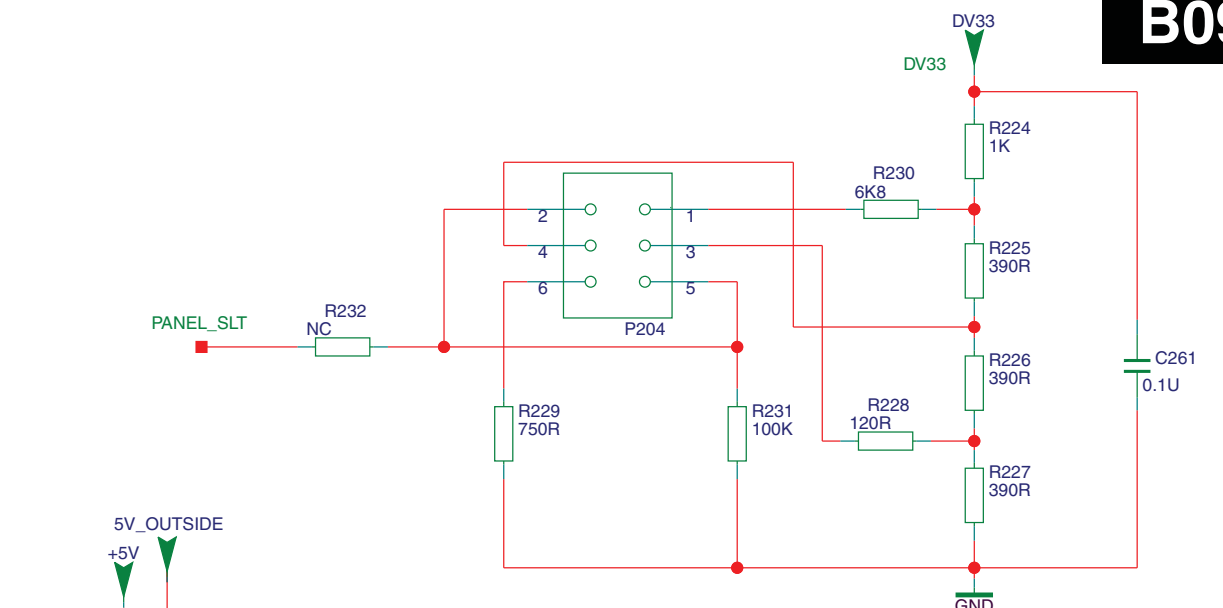 B09
DV33
DV33
R224
1K
R230
6K8
2
1
4
3
6
5
P204
R225
390R
R232
NC
PANEL_SLT
R226
390R
C261
0.1U
R229
750R
R231
100K
R228
120R
R227
390R
5V_OUTSIDE
+5V
GND